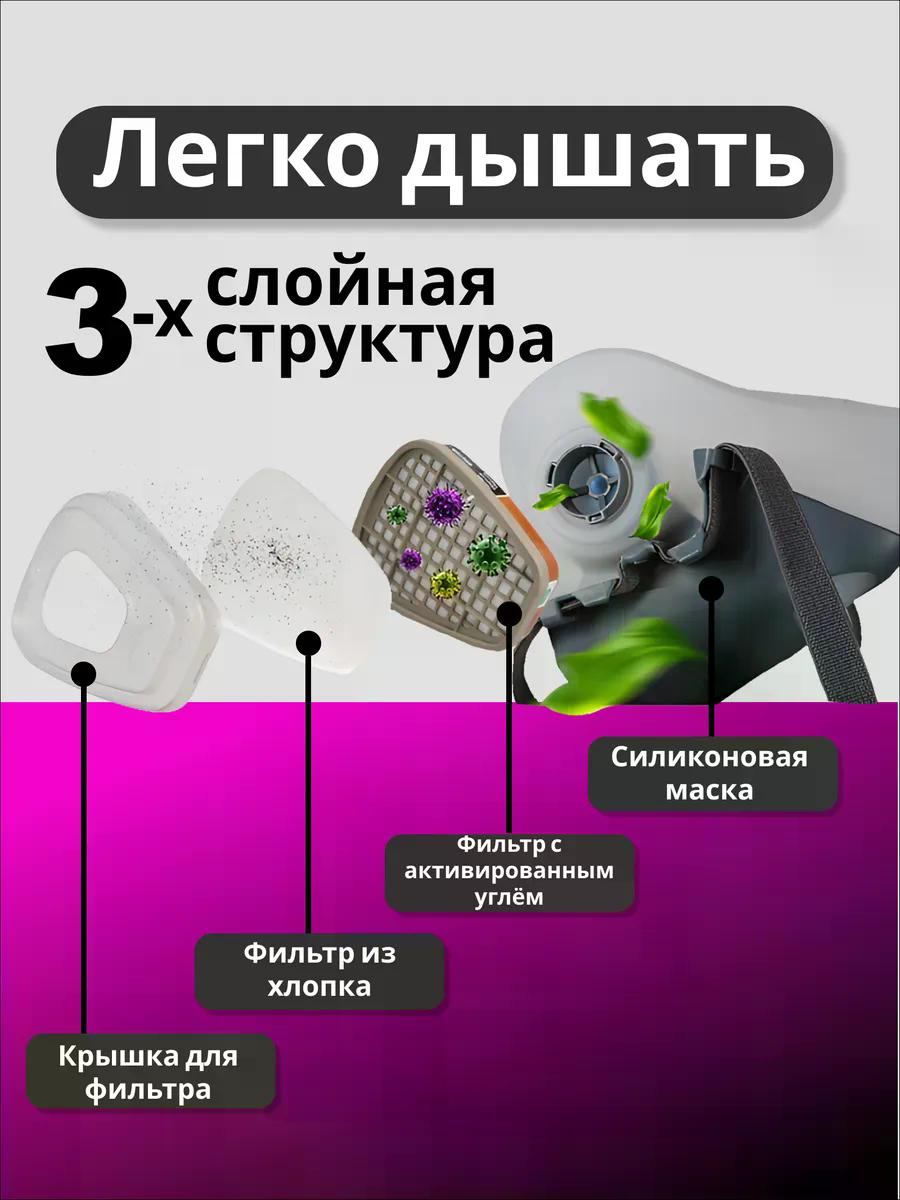 Легко дышать
3-х слойная
структура
Силиконовая
маска
Фильтр с
активированным
углём
Фильтр из
хлопка
Крышка для
фильтра